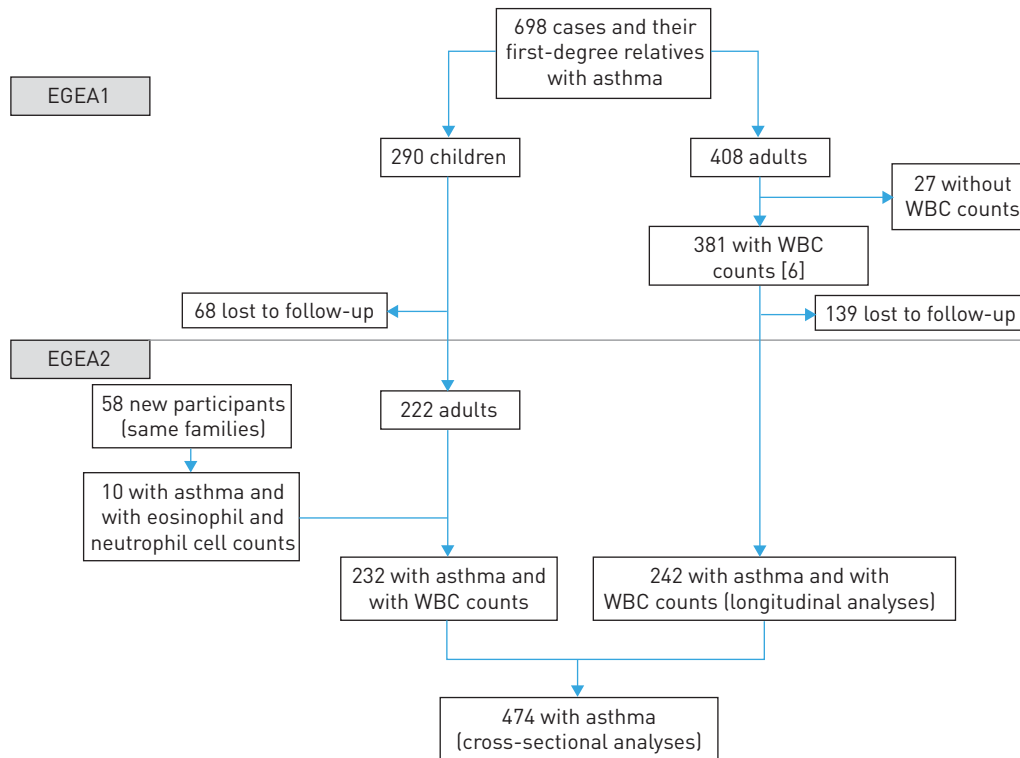 698 cases and their
first-degree relatives
with asthma
EGEA1
290 children
408 adults
27 without
WBC counts
381 with WBC
counts [6]
68 lost to follow-up
139 lost to follow-up
EGEA2
58 new participants
(same families)
222 adults
10 with asthma and
with eosinophil and
neutrophil cell counts
232 with asthma and
with WBC counts
242 with asthma and with
WBC counts (longitudinal analyses)
474 with asthma
(cross-sectional analyses)